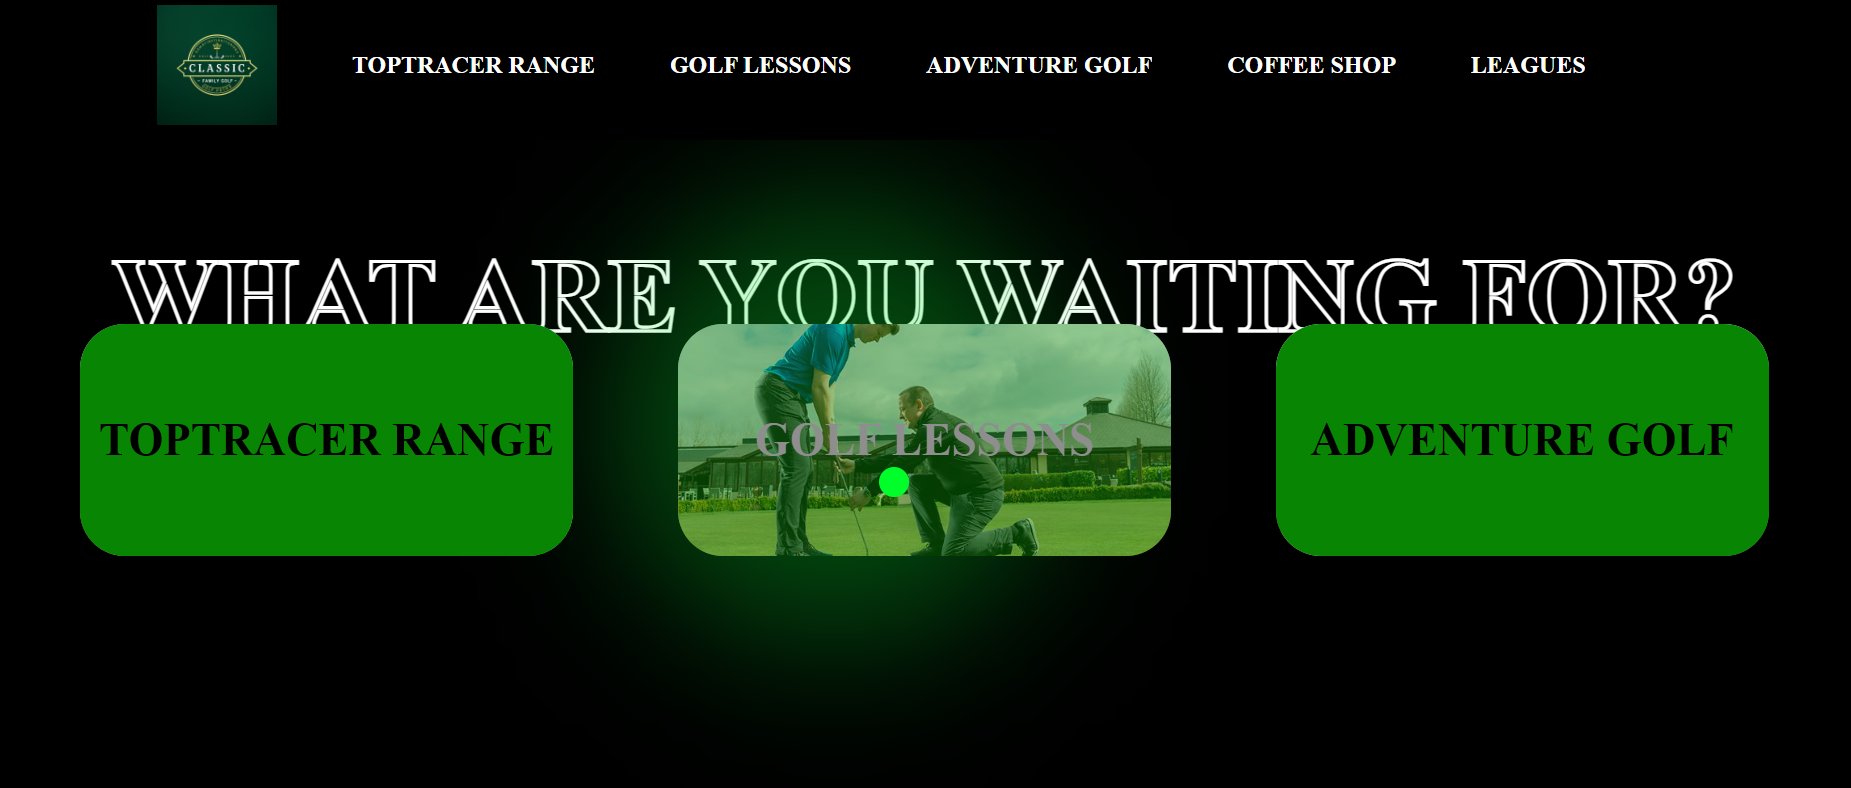 CLASSIC
FAMILY GOLF
TOPTRACER RANGE
GOLF LESSONS
ADVENTURE GOLF
COFFEE SHOP
LEAGUES
WHAT ARE YOU WAITING FOR?
TOPTRACER RANGE
GOLF LESSONS
ADVENTURE GOLF